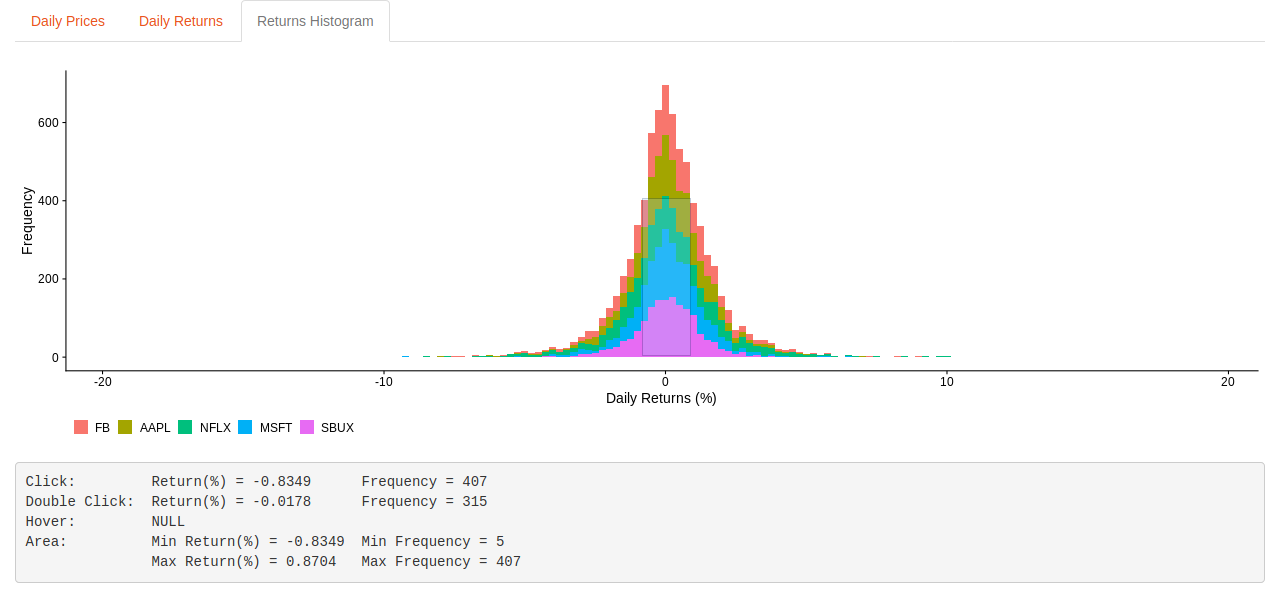 Daily Prices Daily Returns Returns Histogram
600
400
200
0
Frequency
-20 -10 0 10 20
Daily Returns (%)
FB AAPL NFLX MSFT SBUX
Click: Return(%) = -0.8349 Frequency = 407
Double Click: Return(%) = -0.0178 Frequency = 315
Hover: NULL
Area: Min Return(%) = -0.8349 Min Frequency = 5
Max Return(%) = 0.8704 Max Frequency = 407